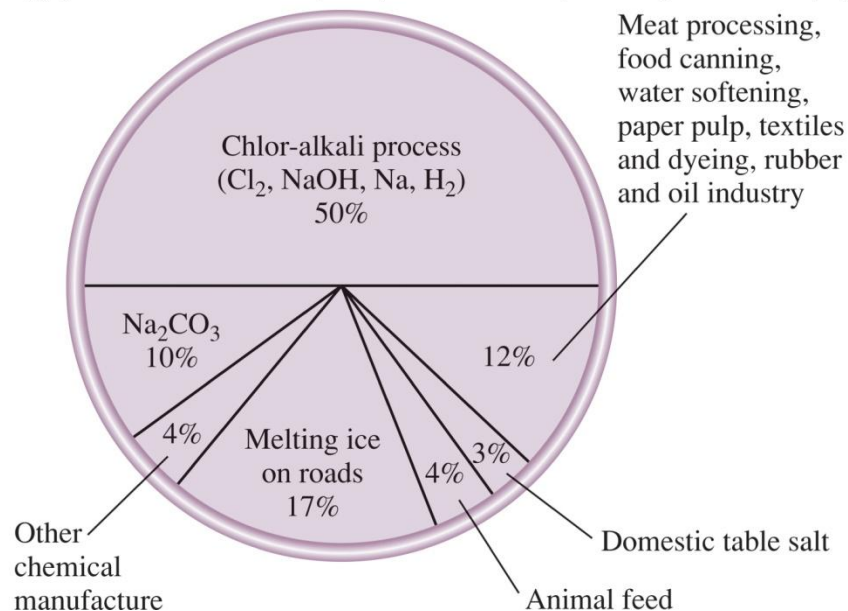 Meat processing,
food canning,
water softening,
paper pulp, textiles
and dyeing, rubber
and oil industry
Chlor-alkali process
(Cl₂, NaOH, Na, H₂)
50%
Na₂CO₃
10%
12%
4%
Melting ice
on roads
17%
4%
3%
Other
chemical
manufacture
Domestic table salt
Animal feed